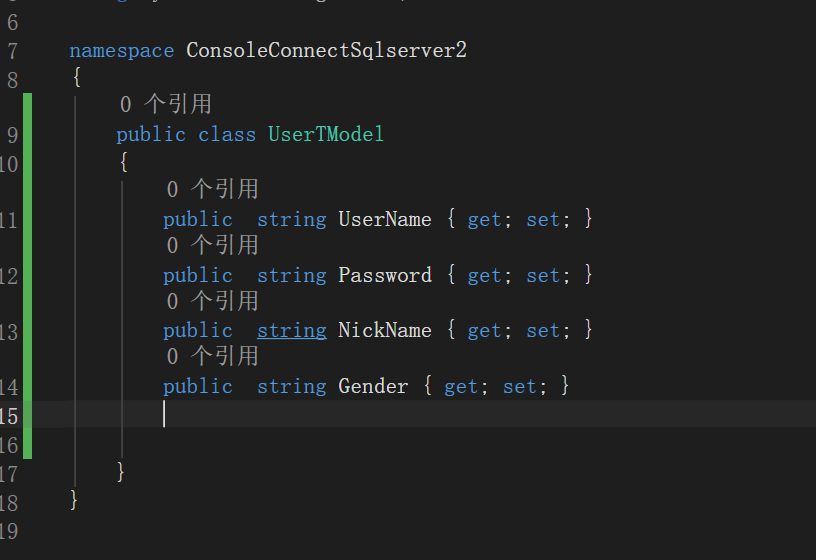 6
7 namespace ConsoleConnectSqlserver2
8 {
0 个引用
9 public class UserTModel
10 {
0 个引用
11 public  string UserName { get; set; }
0 个引用
12 public  string Password { get; set; }
0 个引用
13 public  string NickName { get; set; }
0 个引用
14 public  string Gender { get; set; }
15
16
17 }
18 }
19